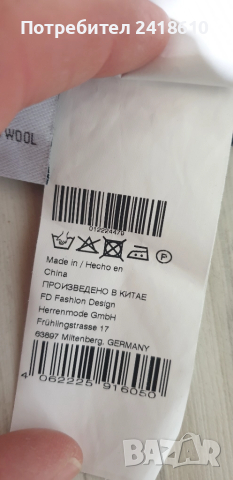 Потребител 2418610
WOOL
012224479
Made in / Hecho en
China
ПРОИЗВЕДЕНО В КИТАЕ
FD Fashion Design
Herrenmode GmbH
Frühlingstrasse 17
63897 Miltenberg, GERMANY
4 062225 916050
bazar